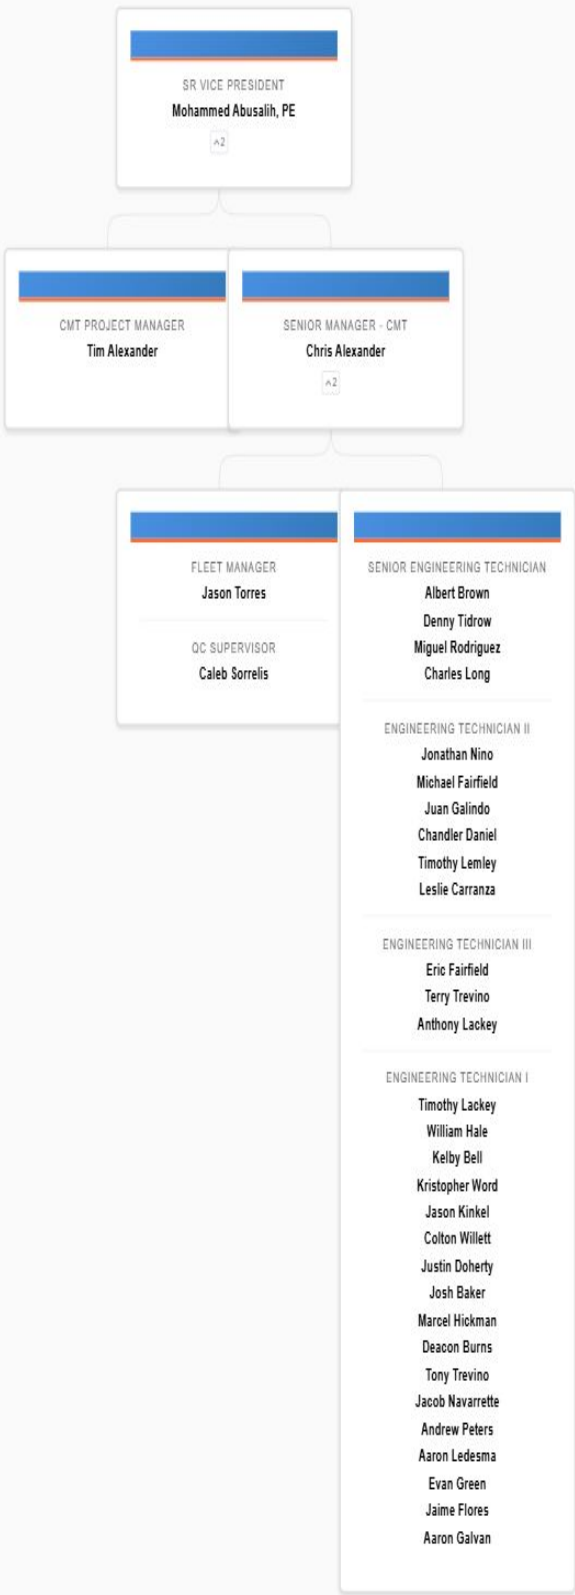 SR VICE PRESIDENT
Mohammed Abusalih, PE
^2
CMT PROJECT MANAGER
Tim Alexander
SENIOR MANAGER - CMT
Chris Alexander
^2
FLEET MANAGER
Jason Torres
QC SUPERVISOR
Caleb Sorrelis
SENIOR ENGINEERING TECHNICIAN
Albert Brown
Denny Tidrow
Miguel Rodriguez
Charles Long
ENGINEERING TECHNICIAN II
Jonathan Nino
Michael Fairfield
Juan Galindo
Chandler Daniel
Timothy Lemley
Leslie Carranza
ENGINEERING TECHNICIAN III
Eric Fairfield
Terry Trevino
Anthony Lackey
ENGINEERING TECHNICIAN I
Timothy Lackey
William Hale
Kelby Bell
Kristopher Word
Jason Kinkel
Colton Willett
Justin Doherty
Josh Baker
Marcel Hickman
Deacon Burns
Tony Trevino
Jacob Navarrette
Andrew Peters
Aaron Ledesma
Evan Green
Jaime Flores
Aaron Galvan